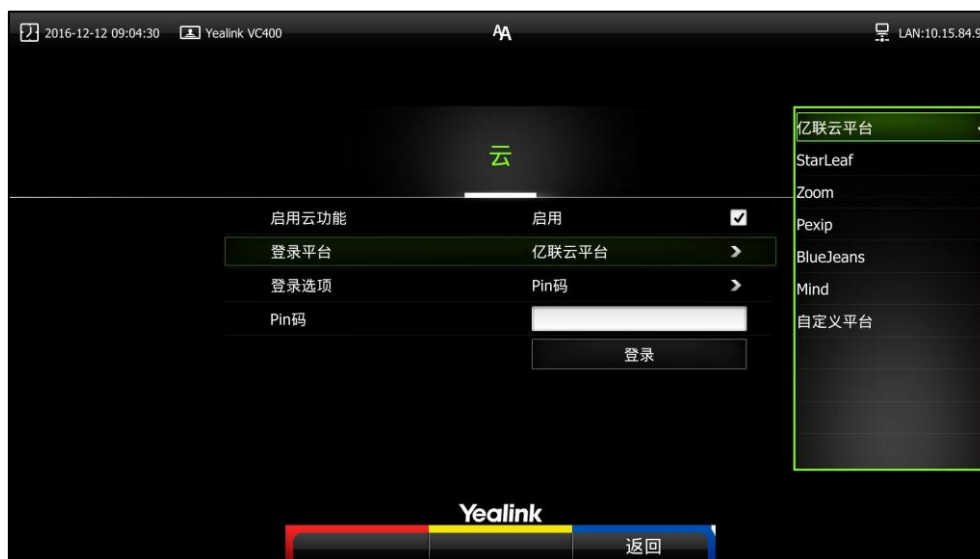 2016-12-12 09:04:30 Yealink VC400 AA LAN:10.15.84.9
云
启用云功能 启用
登录平台 亿联云平台
登录选项 Pin码
Pin码
登录
亿联云平台
StarLeaf
Zoom
Pexip
BlueJeans
Mind
自定义平台
Yealink
返回